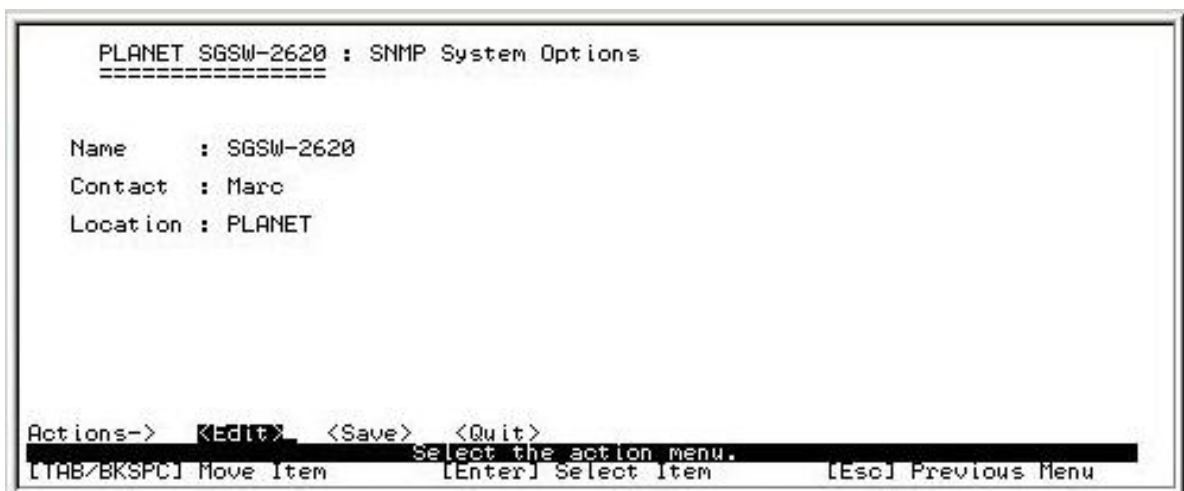 PLANET SGSW-2620 : SNMP System Options
================
Name : SGSW-2620
Contact : Marc
Location : PLANET
Actions-> <Edit> <Save> <Quit>
Select the action menu.
[TAB/BKSPC] Move Item [Enter] Select Item [Esc] Previous Menu